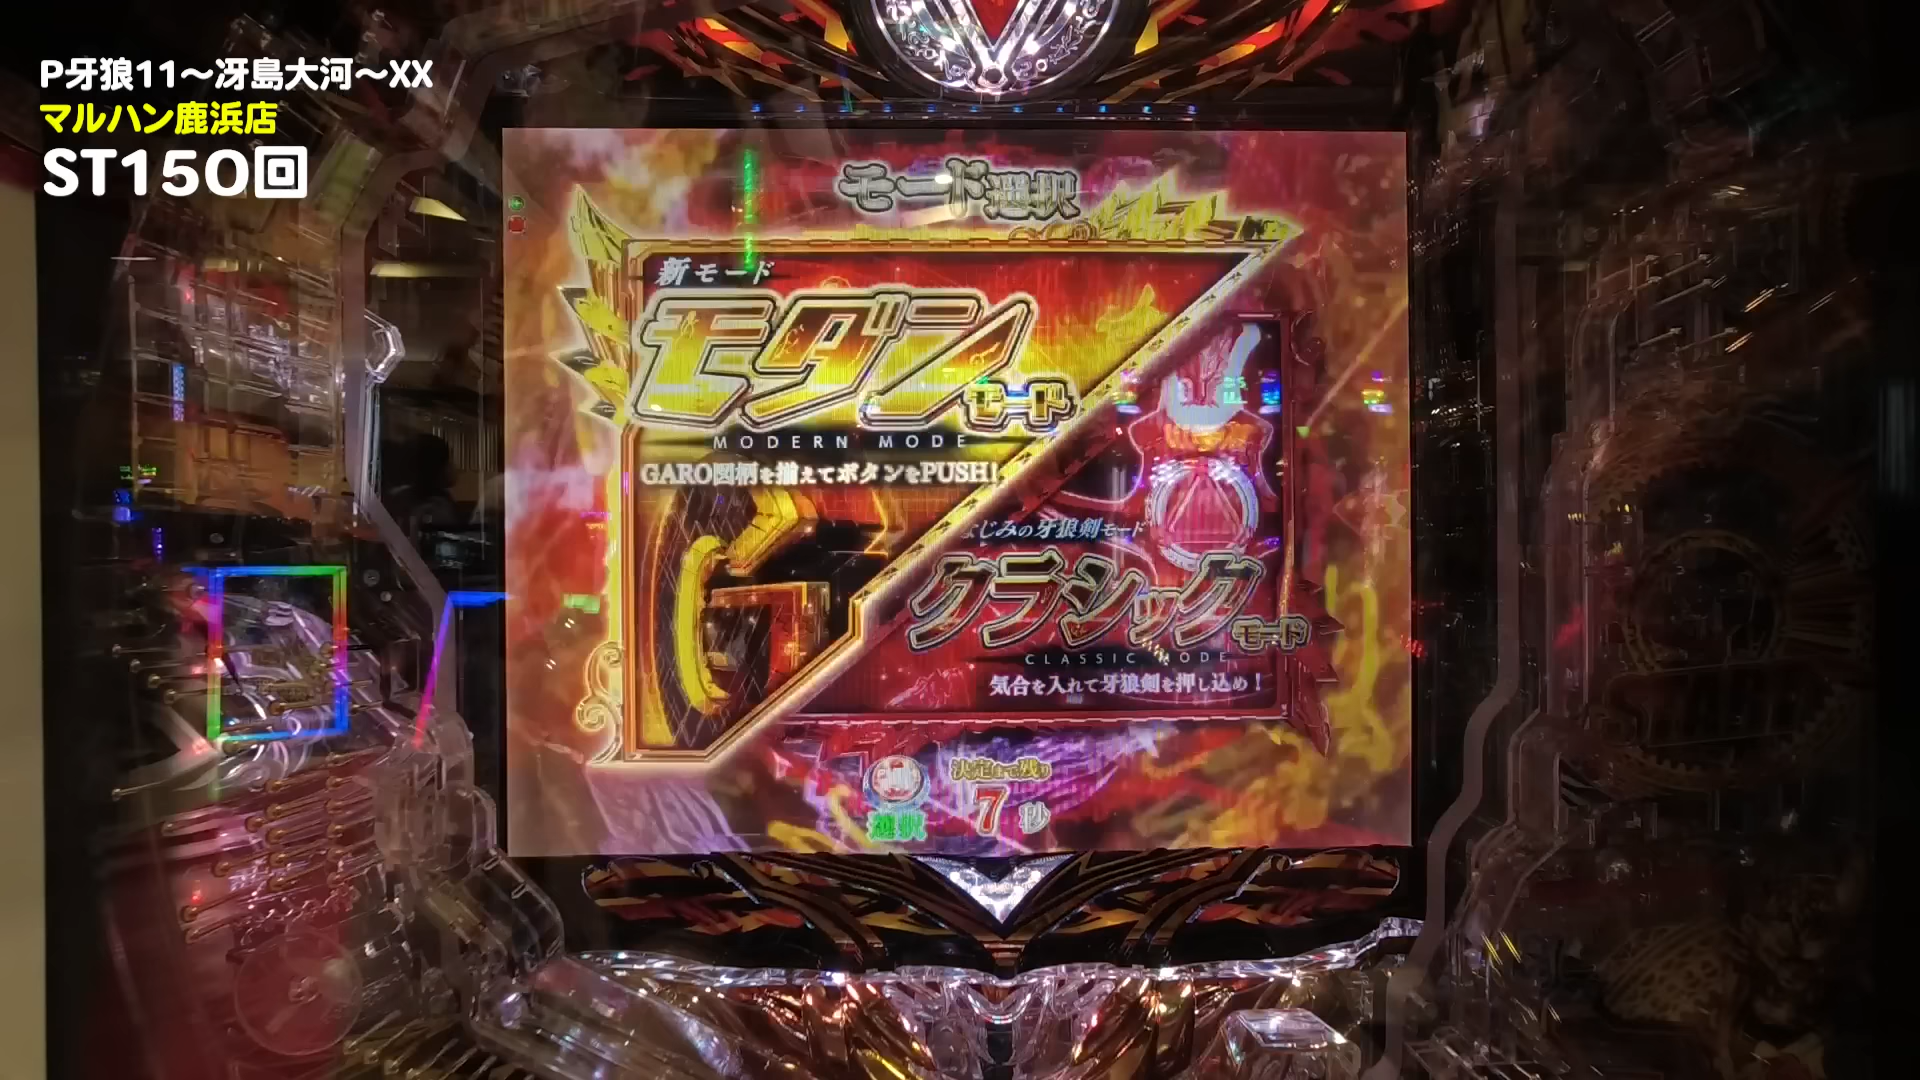 P牙狼11～冴島大河～XX
マルハン鹿浜店
ST150回
モード選択
新モード
モダン
モード
MODERN MODE
GARO図柄を揃えてボタンをPUSH!
なじみの牙狼剣モード
クラシック
モード
CLASSIC MODE
気合を入れて牙狼剣を押し込め！
決定まで残り
7秒
選択